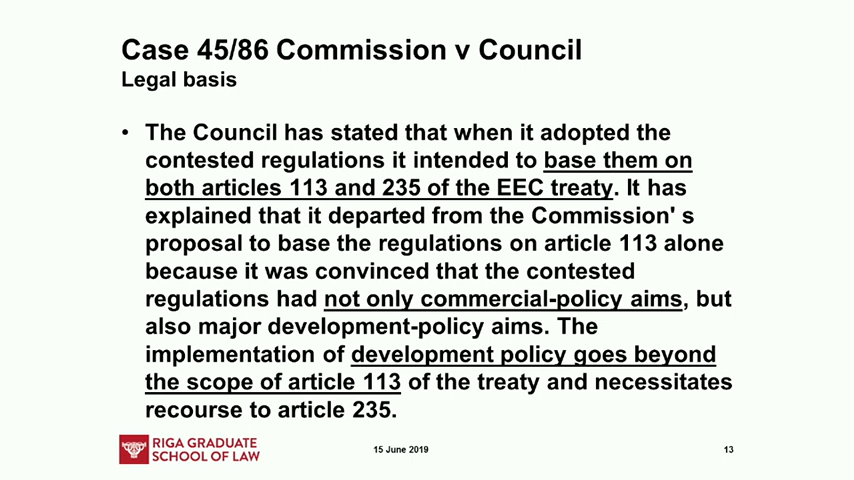 Case 45/86 Commission v Council
Legal basis
• The Council has stated that when it adopted the
contested regulations it intended to base them on
both articles 113 and 235 of the EEC treaty. It has
explained that it departed from the Commission' s
proposal to base the regulations on article 113 alone
because it was convinced that the contested
regulations had not only commercial-policy aims, but
also major development-policy aims. The
implementation of development policy goes beyond
the scope of article 113 of the treaty and necessitates
recourse to article 235.
RIGA GRADUATE
SCHOOL OF LAW
15 June 2019
13